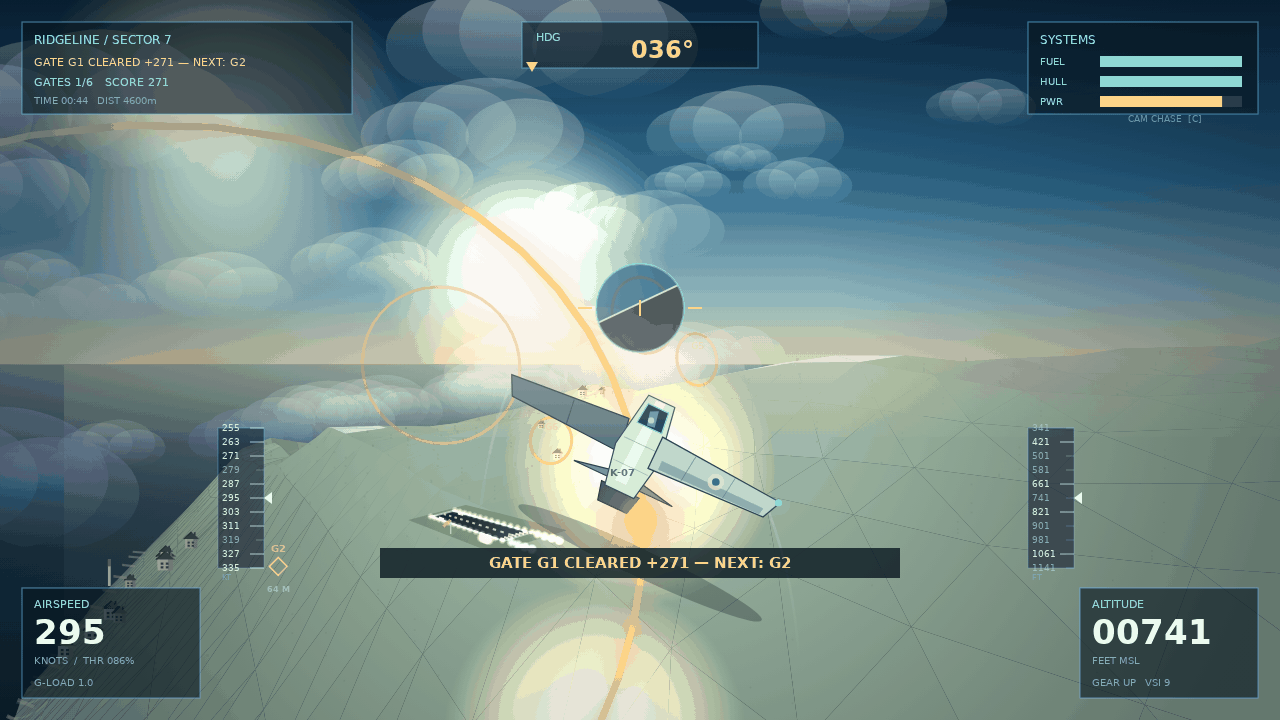 RIDGELINE / SECTOR 7
GATE G1 CLEARED +271 — NEXT: G2
GATES 1/6 SCORE 271
TIME 00:44 DIST 4600m
HDG
036°
SYSTEMS
FUEL
HULL
PWR
CAM CHASE [C]
255
263
271
279
287
295
303
311
319
327
335
G2
64 M
341
421
501
581
661
741
821
901
981
1061
1141
FT
K-07
GATE G1 CLEARED +271 — NEXT: G2
AIRSPEED
295
KNOTS / THR 086%
G-LOAD 1.0
ALTITUDE
00741
FEET MSL
GEAR UP VSI 9